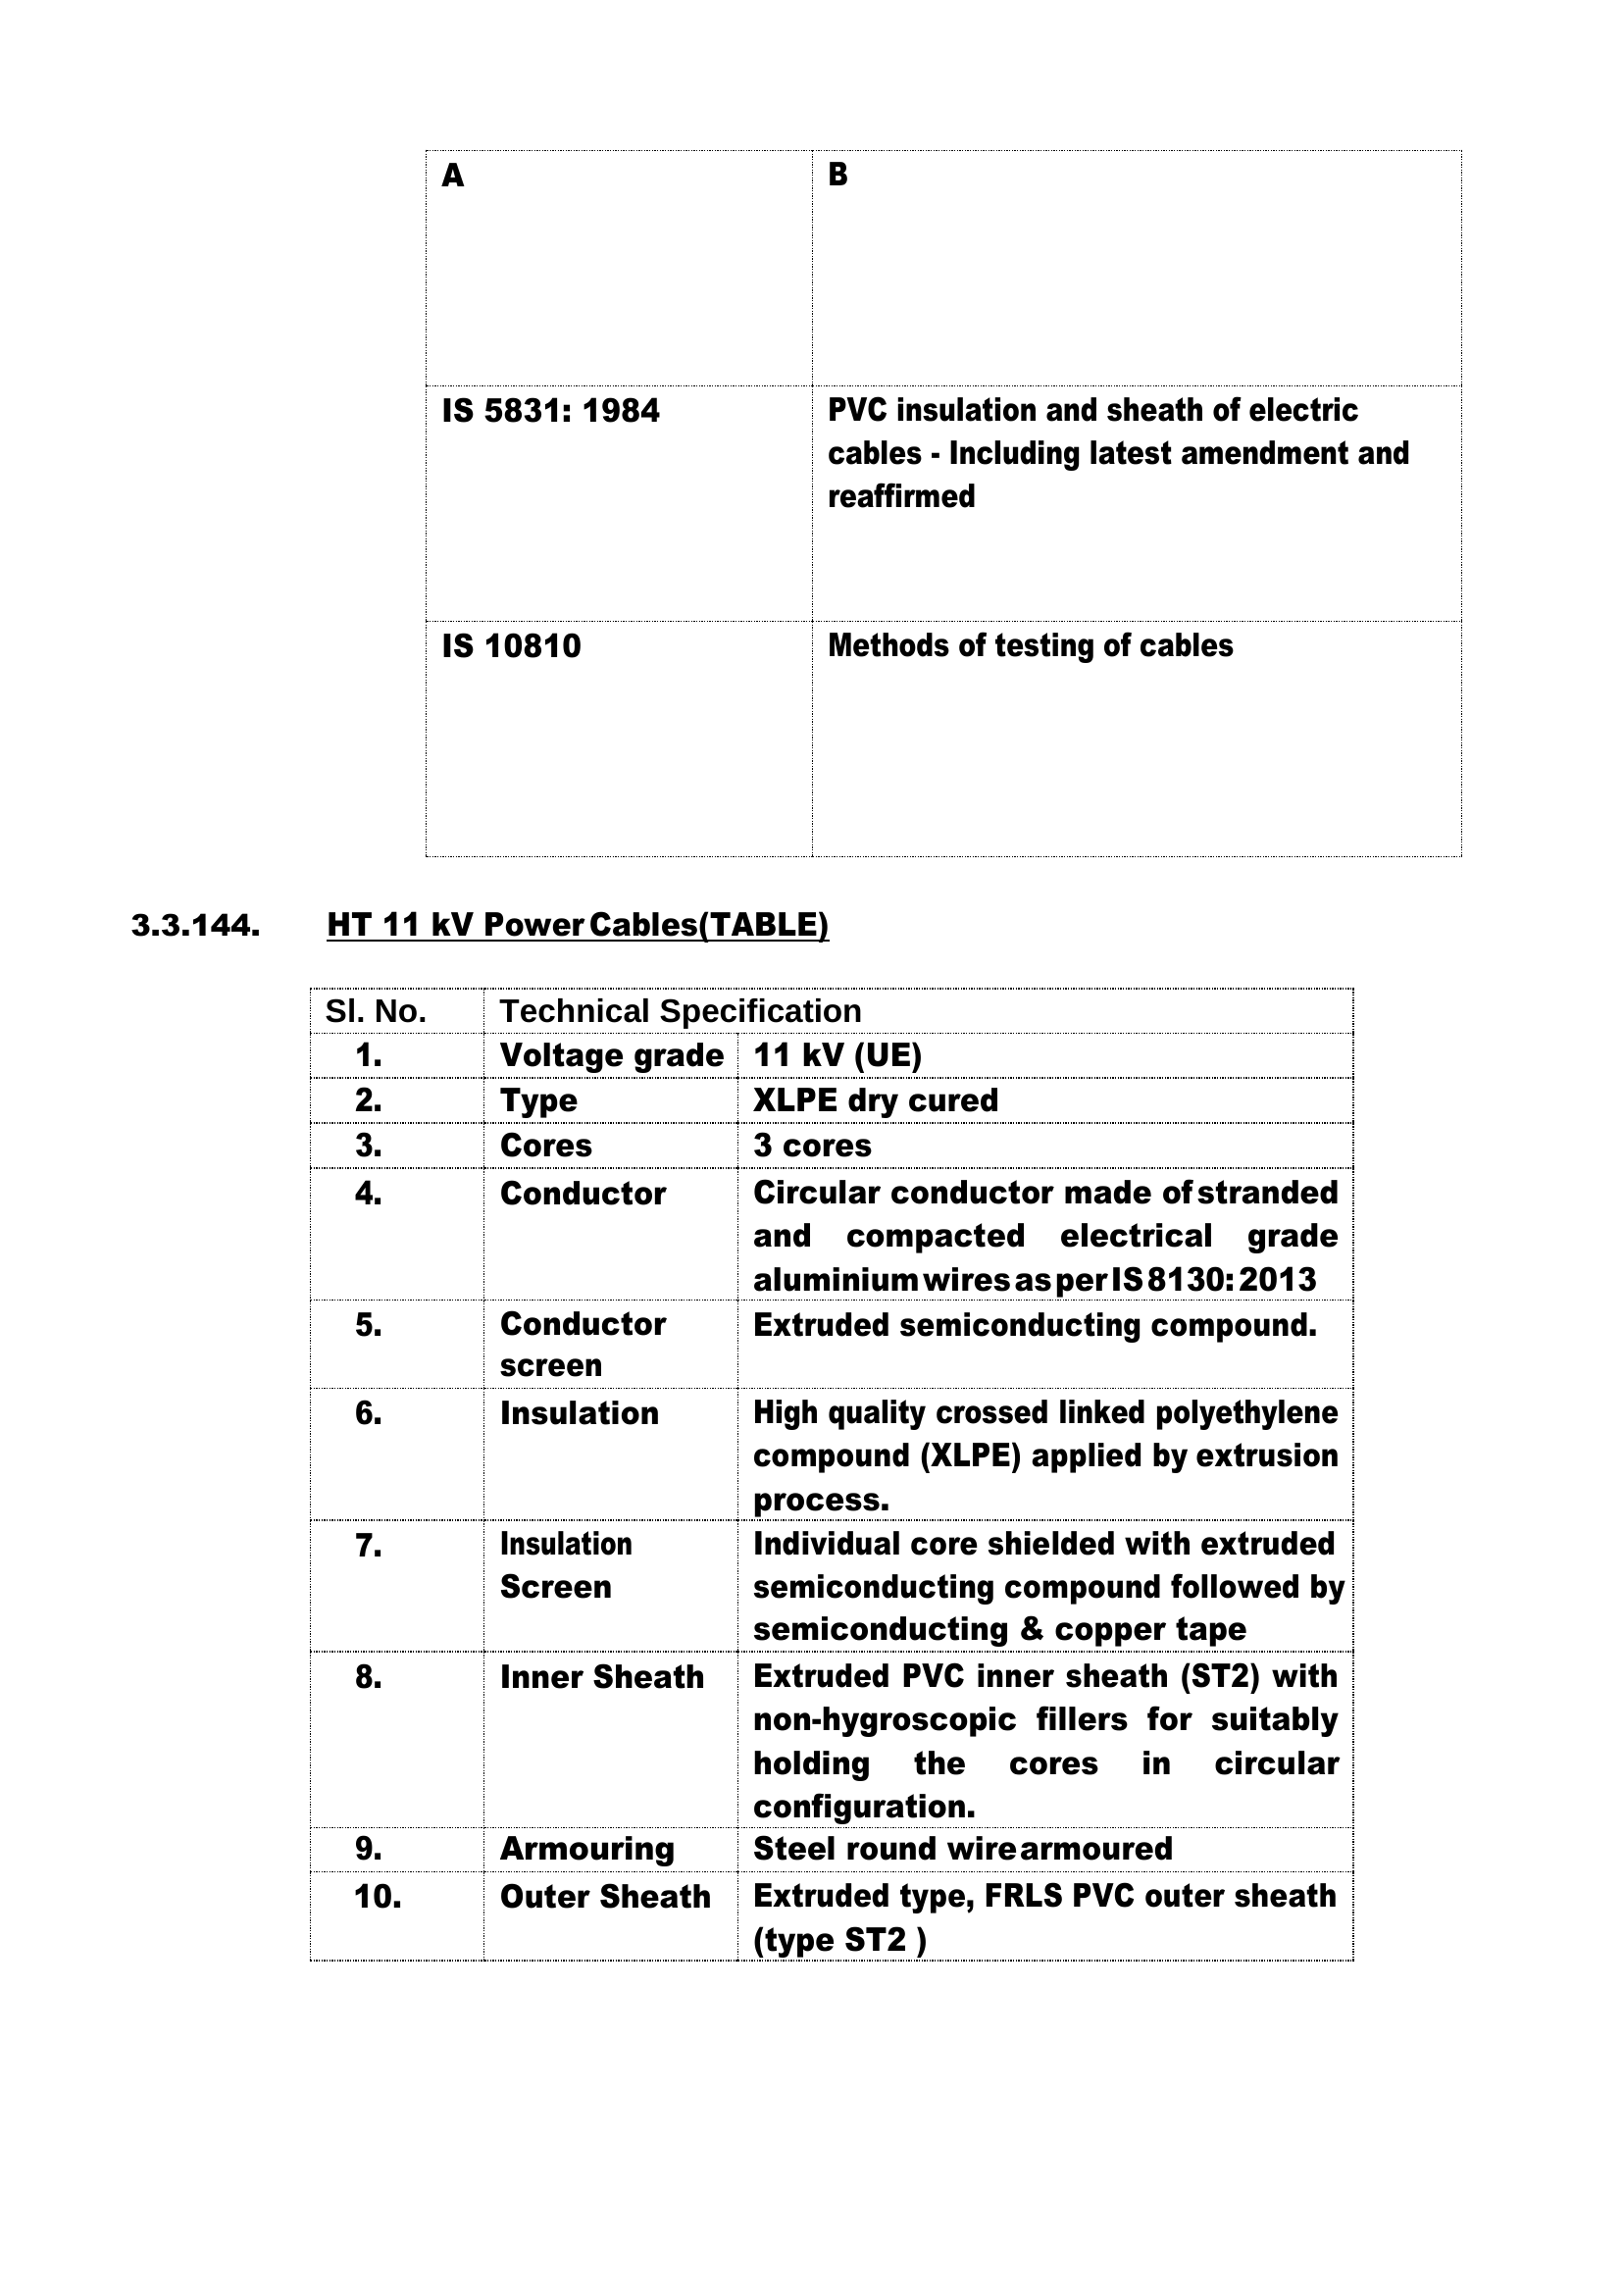 A B
IS 5831: 1984 PVC insulation and sheath of electric
cables - Including latest amendment and
reaffirmed
IS 10810 Methods of testing of cables
3.3.144. HT 11 kV Power Cables(TABLE)
Sl. No. Technical Specification
1. Voltage grade 11 kV (UE)
2. Type XLPE dry cured
3. Cores 3 cores
4. Conductor Circular conductor made of stranded
and compacted electrical grade
aluminium wires as per IS 8130: 2013
5. Conductor Extruded semiconducting compound.
screen
6. Insulation High quality crossed linked polyethylene
compound (XLPE) applied by extrusion
process.
7. Insulation Individual core shielded with extruded
Screen semiconducting compound followed by
semiconducting & copper tape
8. Inner Sheath Extruded PVC inner sheath (ST2) with
non-hygroscopic fillers for suitably
holding the cores in circular
configuration.
9. Armouring Steel round wire armoured
10. Outer Sheath Extruded type, FRLS PVC outer sheath
(type ST2 )